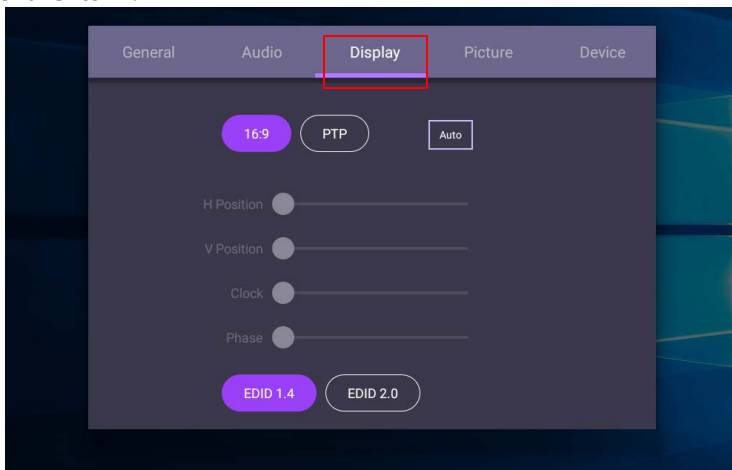 General Audio Display Picture Device
16:9 PTP Auto
H Position
V Position
Clock
Phase
EDID 1.4 EDID 2.0